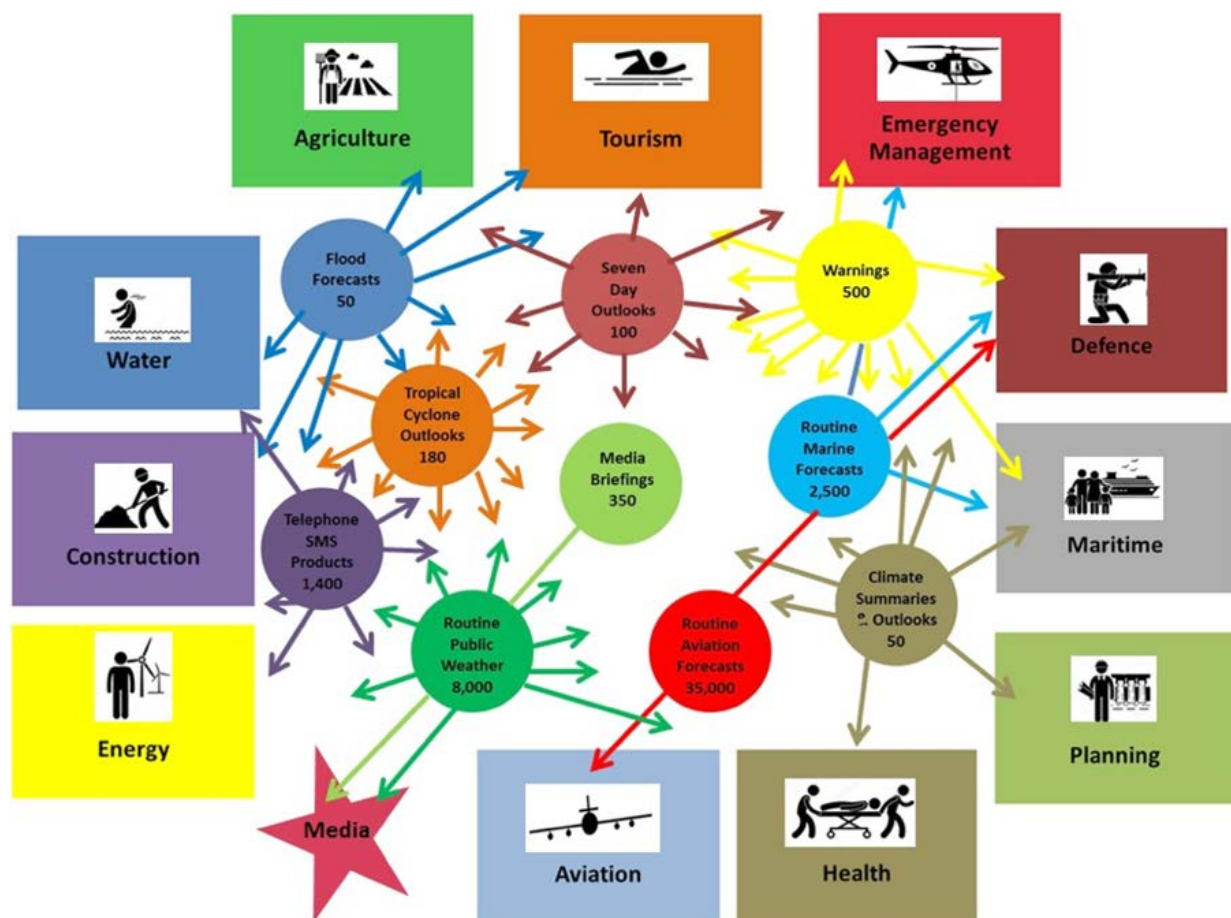 Agriculture
Tourism
Emergency
Management
Water
Flood
Forecasts
50
Seven
Day
Outlooks
100
Warnings
500
Defence
Tropical
Cyclone
Outlooks
180
Media
Briefings
350
Routine
Marine
Forecasts
2,500
Construction
Telephone
SMS
Products
1,400
Maritime
Climate
Summaries
& Outlooks
50
Routine
Public
Weather
8,000
Routine
Aviation
Forecasts
35,000
Energy
Planning
Media
Aviation
Health